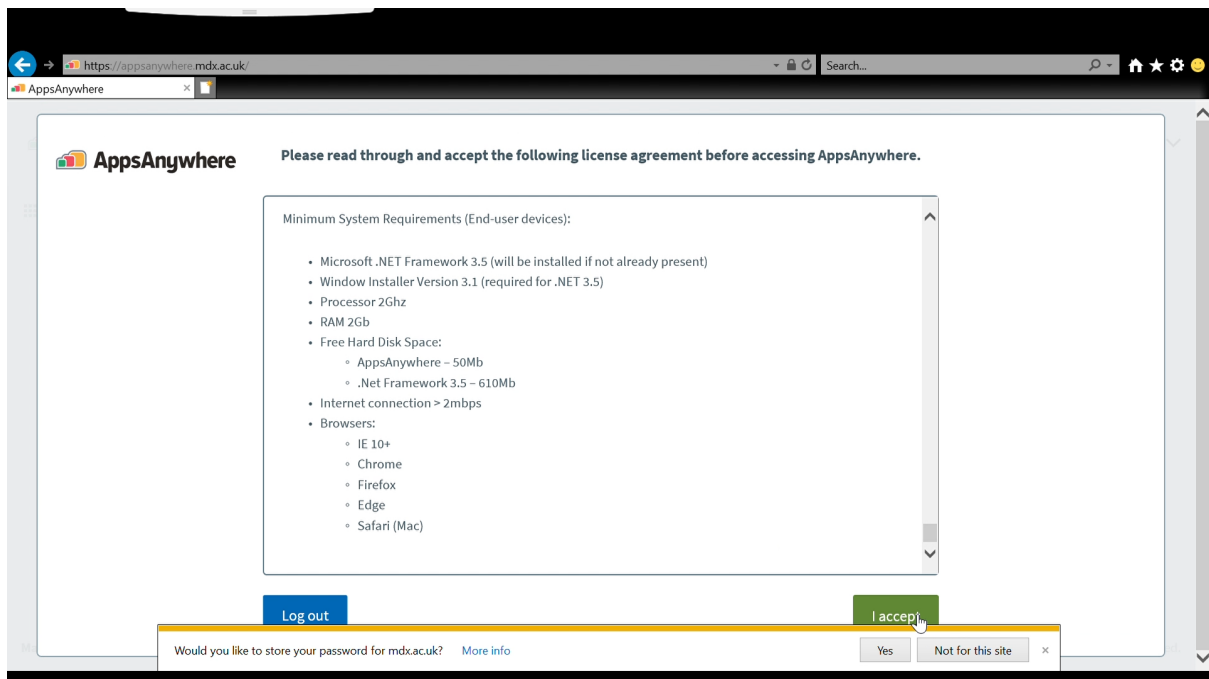 https://appsanywhere.mdx.ac.uk/
Search...
AppsAnywhere
AppsAnywhere
Please read through and accept the following license agreement before accessing AppsAnywhere.
Minimum System Requirements (End-user devices):
• Microsoft .NET Framework 3.5 (will be installed if not already present)
• Window Installer Version 3.1 (required for .NET 3.5)
• Processor 2Ghz
• RAM 2Gb
• Free Hard Disk Space:
◦ AppsAnywhere – 50Mb
◦ .Net Framework 3.5 – 610Mb
• Internet connection > 2mbps
• Browsers:
◦ IE 10+
◦ Chrome
◦ Firefox
◦ Edge
◦ Safari (Mac)
Log out
I accept
Would you like to store your password for mdx.ac.uk? More info
Yes
Not for this site